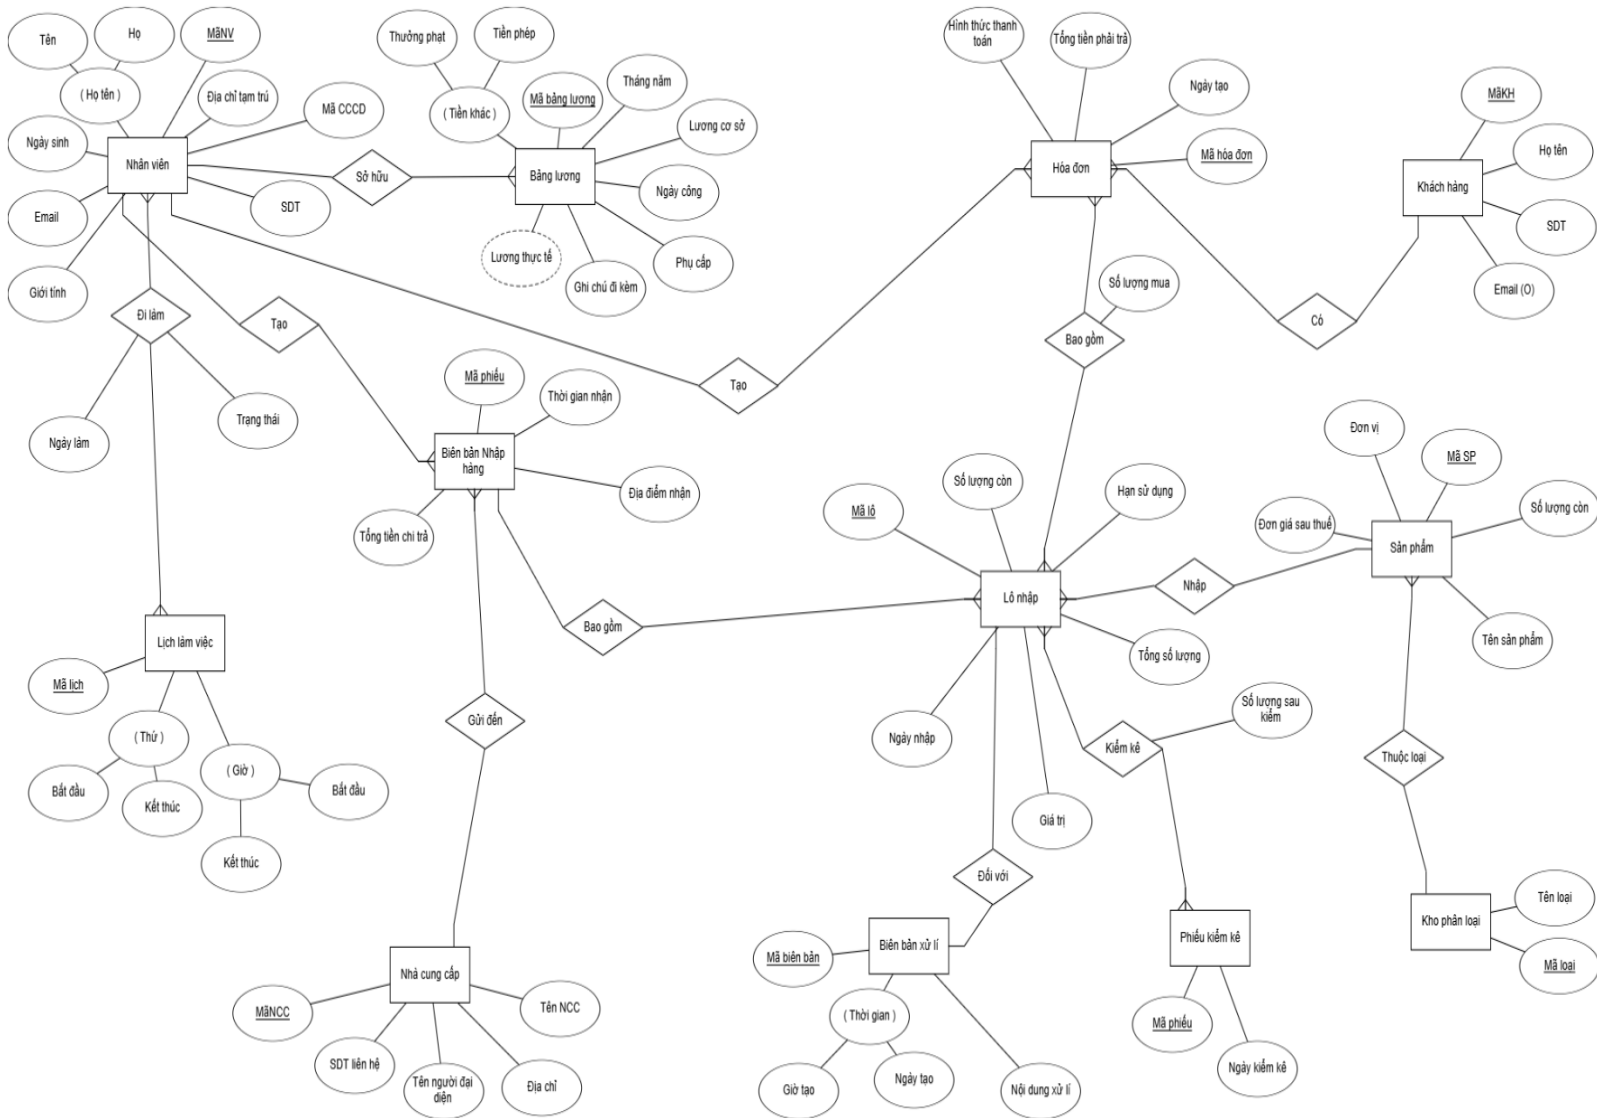 Tên
Họ
MãNV
( Họ tên )
Địa chỉ tạm trú
Mã CCCD
Ngày sinh
Nhân viên
Email
SDT
Giới tính
Thưởng phạt
Tiền phép
( Tiền khác )
Mã bảng lương
Tháng năm
Lương cơ sở
Sở hữu
Bảng lương
Ngày công
Lương thực tế
Ghi chú đi kèm
Phụ cấp
Hình thức thanh
toán
Tổng tiền phải trả
Ngày tạo
Mã hóa đơn
Hóa đơn
MãKH
Họ tên
Khách hàng
SDT
Email (O)
Đi làm
Tạo
Ngày làm
Trạng thái
Tạo
Số lượng mua
Bao gồm
Có
Mã phiếu
Thời gian nhận
Biên bản Nhập
hàng
Địa điểm nhận
Tổng tiền chi trả
Mã lô
Số lượng còn
Hạn sử dụng
Lô nhập
Nhập
Tổng số lượng
Ngày nhập
Giá trị
Đơn vị
Mã SP
Đơn giá sau thuế
Số lượng còn
Sản phẩm
Tên sản phẩm
Bao gồm
Lịch làm việc
Mã lịch
( Thứ )
( Giờ )
Bắt đầu
Kết thúc
Bắt đầu
Kết thúc
Gửi đến
Số lượng sau
kiểm
Kiểm kê
Thuộc loại
Đối với
Nhà cung cấp
MãNCC
Tên NCC
SDT liên hệ
Tên người đại
diện
Địa chỉ
Biên bản xử lí
Mã biên bản
( Thời gian )
Giờ tạo
Ngày tạo
Nội dung xử lí
Phiếu kiểm kê
Mã phiếu
Ngày kiểm kê
Kho phân loại
Tên loại
Mã loại